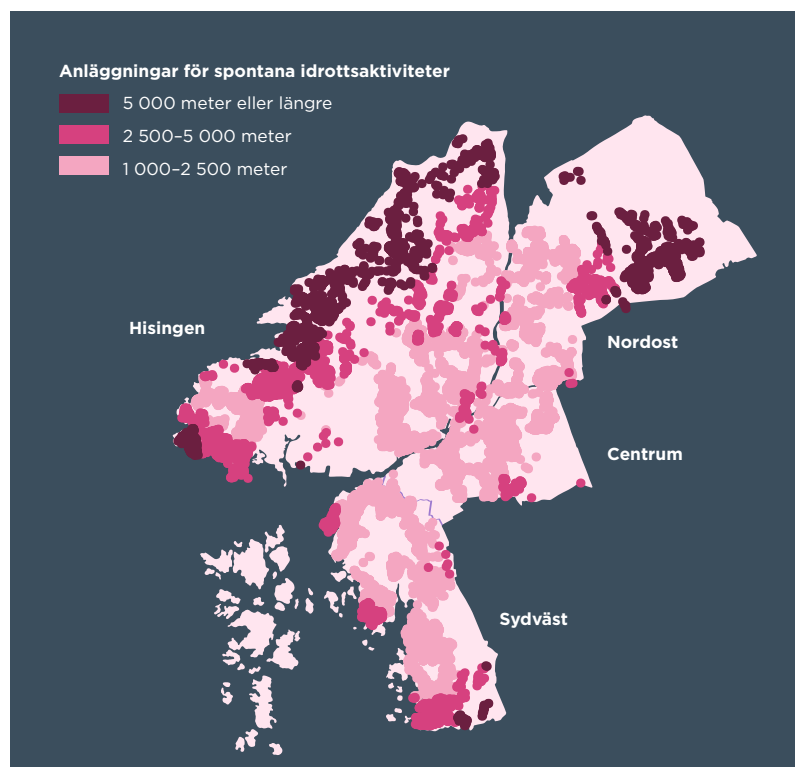 Anläggningar för spontana idrottsaktiviteter
5 000 meter eller längre
2 500–5 000 meter
1 000–2 500 meter
Hisingen
Nordost
Centrum
Sydväst